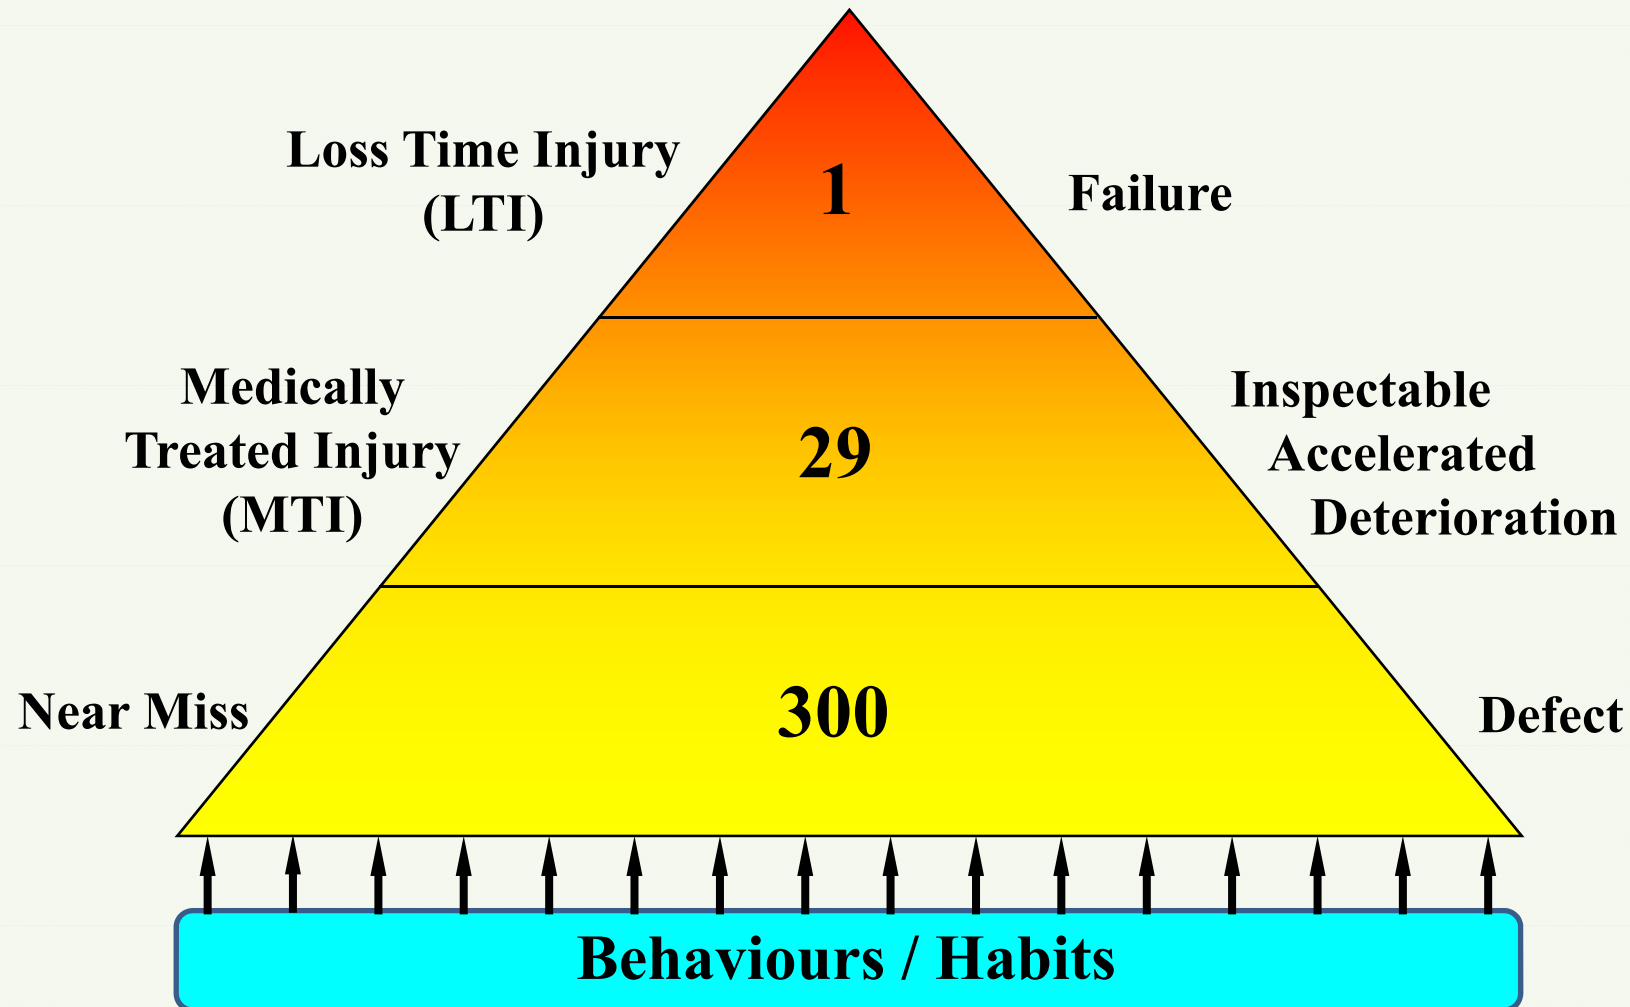 Loss Time Injury
(LTI)
1
Failure
Medically
Treated Injury
(MTI)
29
Inspectable
Accelerated
Deterioration
Near Miss
300
Defect
Behaviours / Habits